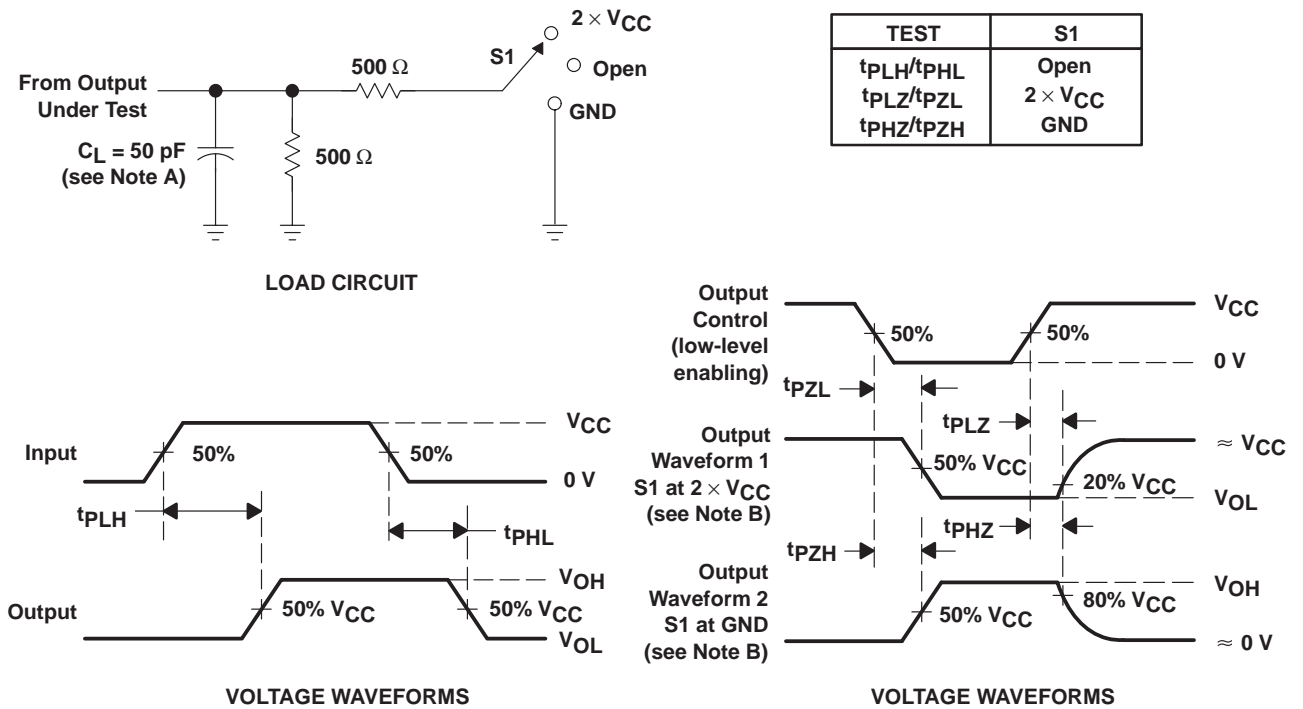 2 × VCC
S1
500 Ω
Open
From Output
Under Test
GND
CL = 50 pF
(see Note A)
500 Ω
LOAD CIRCUIT
TEST S1
tPLH/tPHL Open
tPLZ/tPZL 2 × VCC
tPHZ/tPZH GND
Input
50%
50%
VCC
0 V
tPLH
tPHL
Output
50% VCC
50% VCC
VOH
VOL
VOLTAGE WAVEFORMS
Output
Control
(low-level
enabling)
50%
50%
VCC
0 V
tPZL
tPLZ
Output
Waveform 1
S1 at 2 × VCC
(see Note B)
50% VCC
20% VCC
≈ VCC
VOL
tPHZ
tPZH
Output
Waveform 2
S1 at GND
(see Note B)
50% VCC
80% VCC
VOH
≈ 0 V
VOLTAGE WAVEFORMS